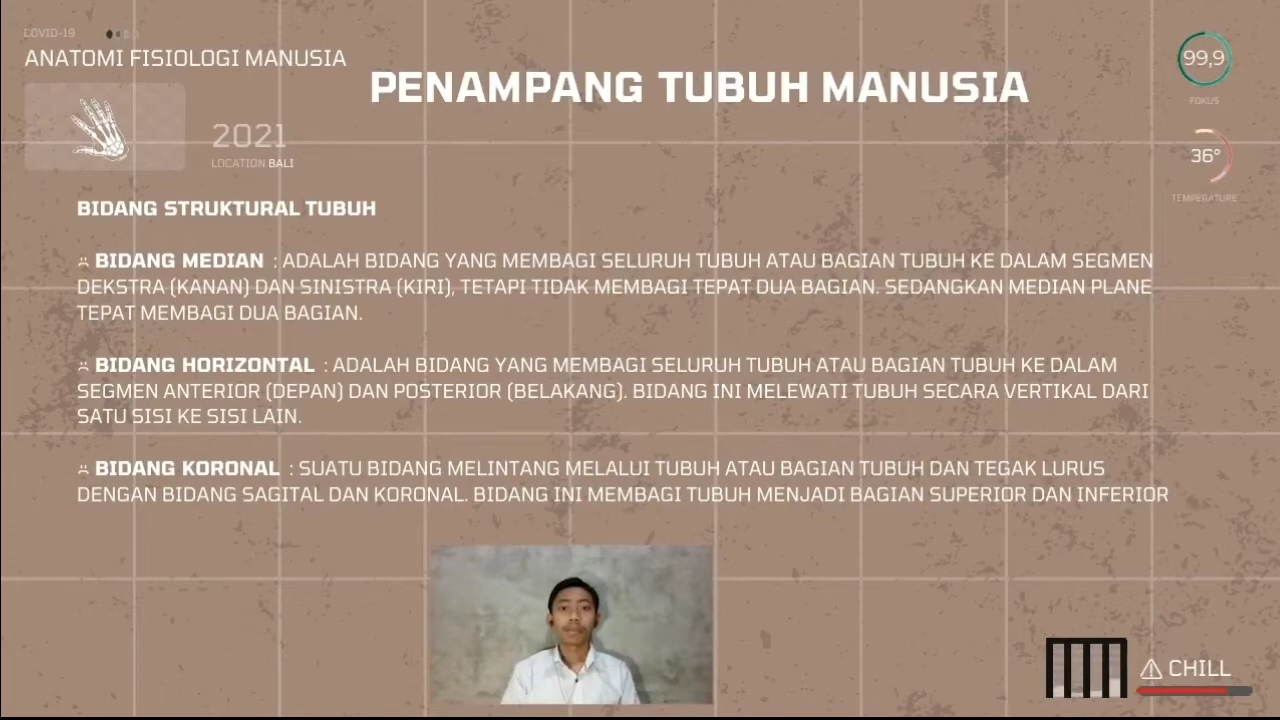 COVID-19
ANATOMI FISIOLOGI MANUSIA
PENAMPANG TUBUH MANUSIA
99,9
FOKUS
2021
LOCATION BALI
36°
TEMPERATURE
BIDANG STRUKTURAL TUBUH
BIDANG MEDIAN : ADALAH BIDANG YANG MEMBAGI SELURUH TUBUH ATAU BAGIAN TUBUH KE DALAM SEGMEN
DEKSTRA (KANAN) DAN SINISTRA (KIRI), TETAPI TIDAK MEMBAGI TEPAT DUA BAGIAN. SEDANGKAN MEDIAN PLANE
TEPAT MEMBAGI DUA BAGIAN.
BIDANG HORIZONTAL : ADALAH BIDANG YANG MEMBAGI SELURUH TUBUH ATAU BAGIAN TUBUH KE DALAM
SEGMEN ANTERIOR (DEPAN) DAN POSTERIOR (BELAKANG). BIDANG INI MELEWATI TUBUH SECARA VERTIKAL DARI
SATU SISI KE SISI LAIN.
BIDANG KORONAL : SUATU BIDANG MELINTANG MELALUI TUBUH ATAU BAGIAN TUBUH DAN TEGAK LURUS
DENGAN BIDANG SAGITAL DAN KORONAL. BIDANG INI MEMBAGI TUBUH MENJADI BAGIAN SUPERIOR DAN INFERIOR
CHILL